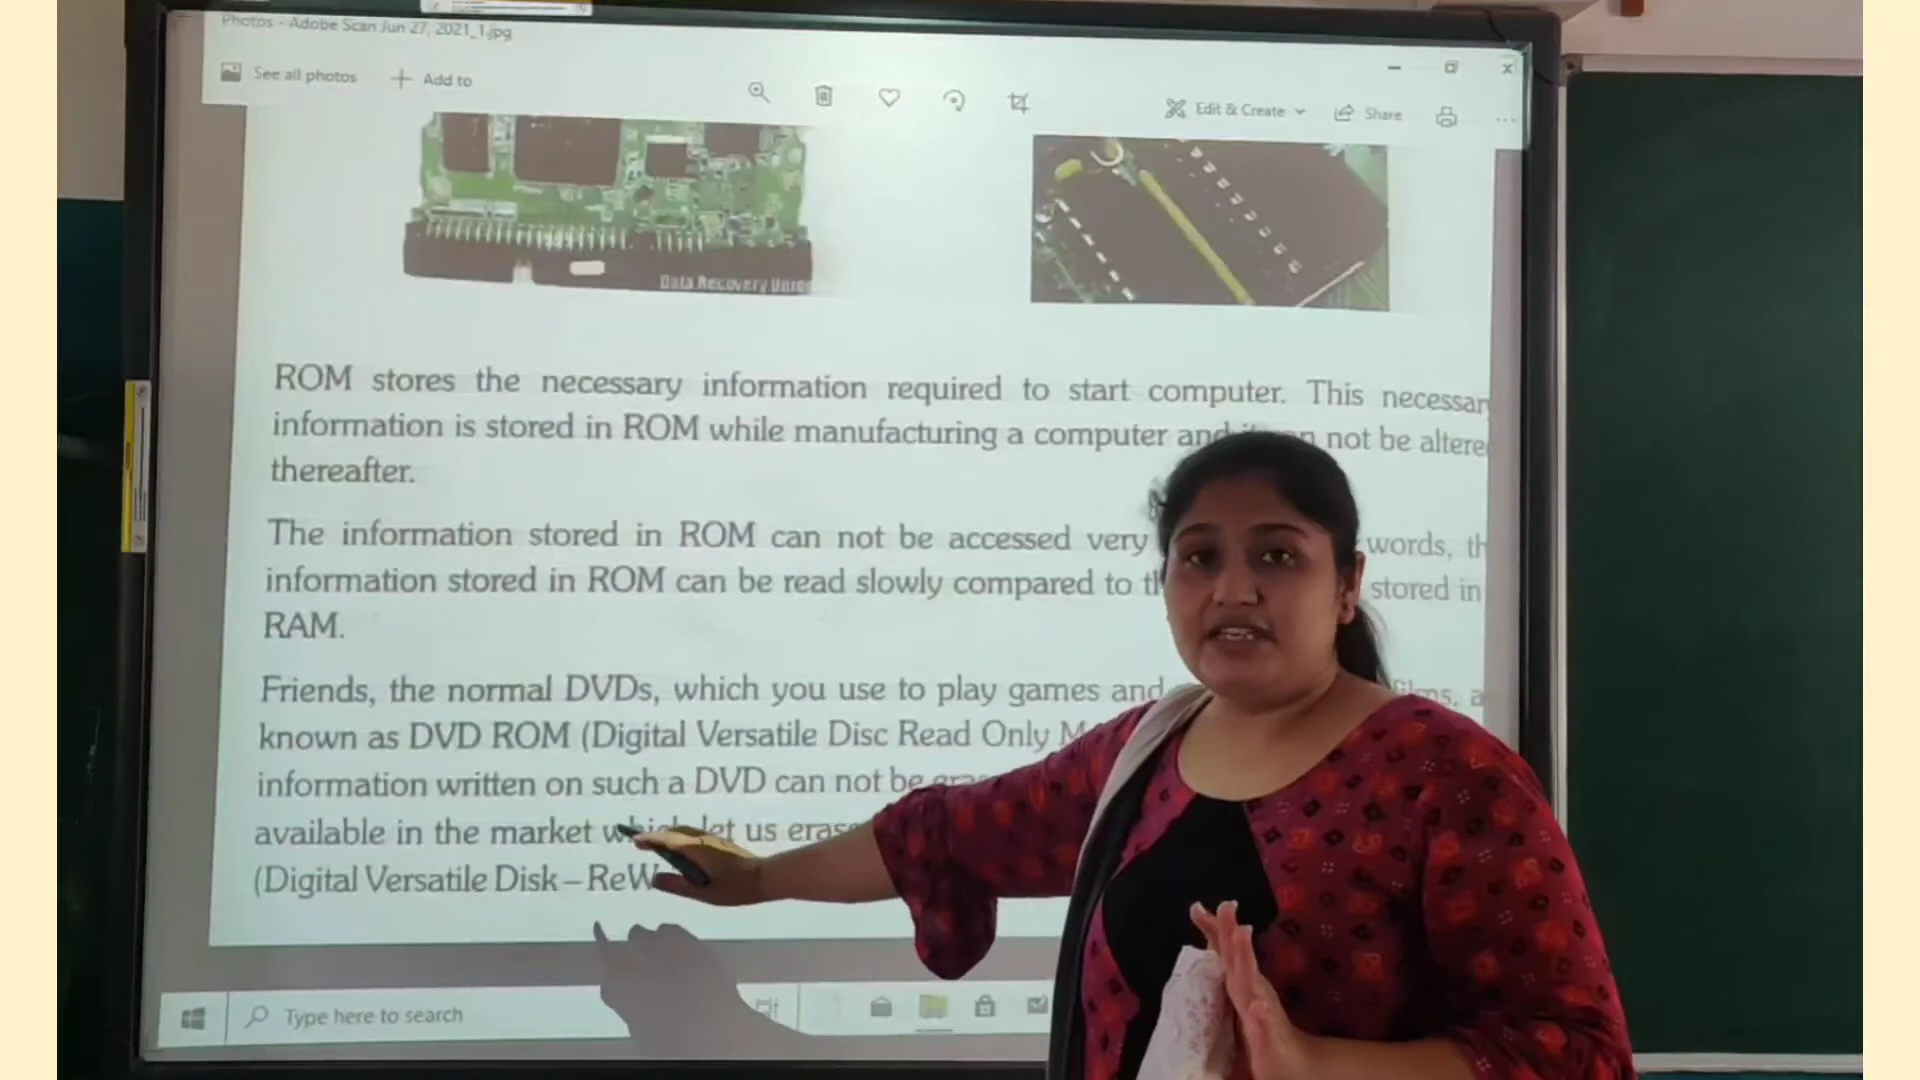 Photos - Adobe Scan Jun 27, 2021_1.jpg
See all photos Add to
Edit & Create Share
Data Recovery
ROM stores the necessary information required to start computer. This necessar
information is stored in ROM while manufacturing a computer and not be altere
thereafter.
The information stored in ROM can not be accessed very words, th
information stored in ROM can be read slowly compared to stored in
RAM.
Friends, the normal DVDs, which you use to play games and films, a
known as DVD ROM (Digital Versatile Disc Read Only
information written on such a DVD can not be
available in the market which let us eras
(Digital Versatile Disk – ReW
Type here to search